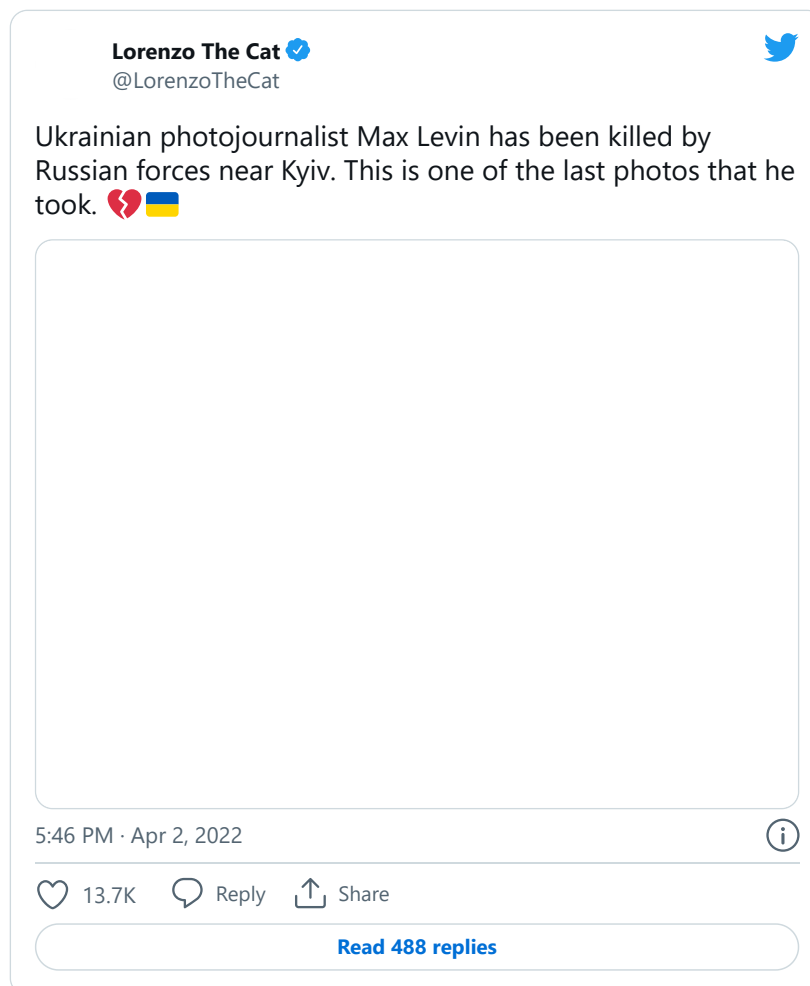 Lorenzo The Cat
@LorenzoTheCat
Ukrainian photojournalist Max Levin has been killed by
Russian forces near Kyiv. This is one of the last photos that he
took. 💔🇺🇦
5:46 PM · Apr 2, 2022
13.7K Reply Share
Read 488 replies